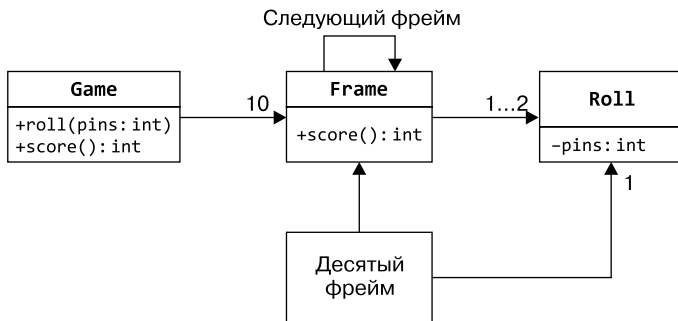 Следующий фрейм
Game
+roll(pins: int)
+score(): int
10
Frame
+score(): int
1...2
Roll
–pins: int
1
Десятый
фрейм